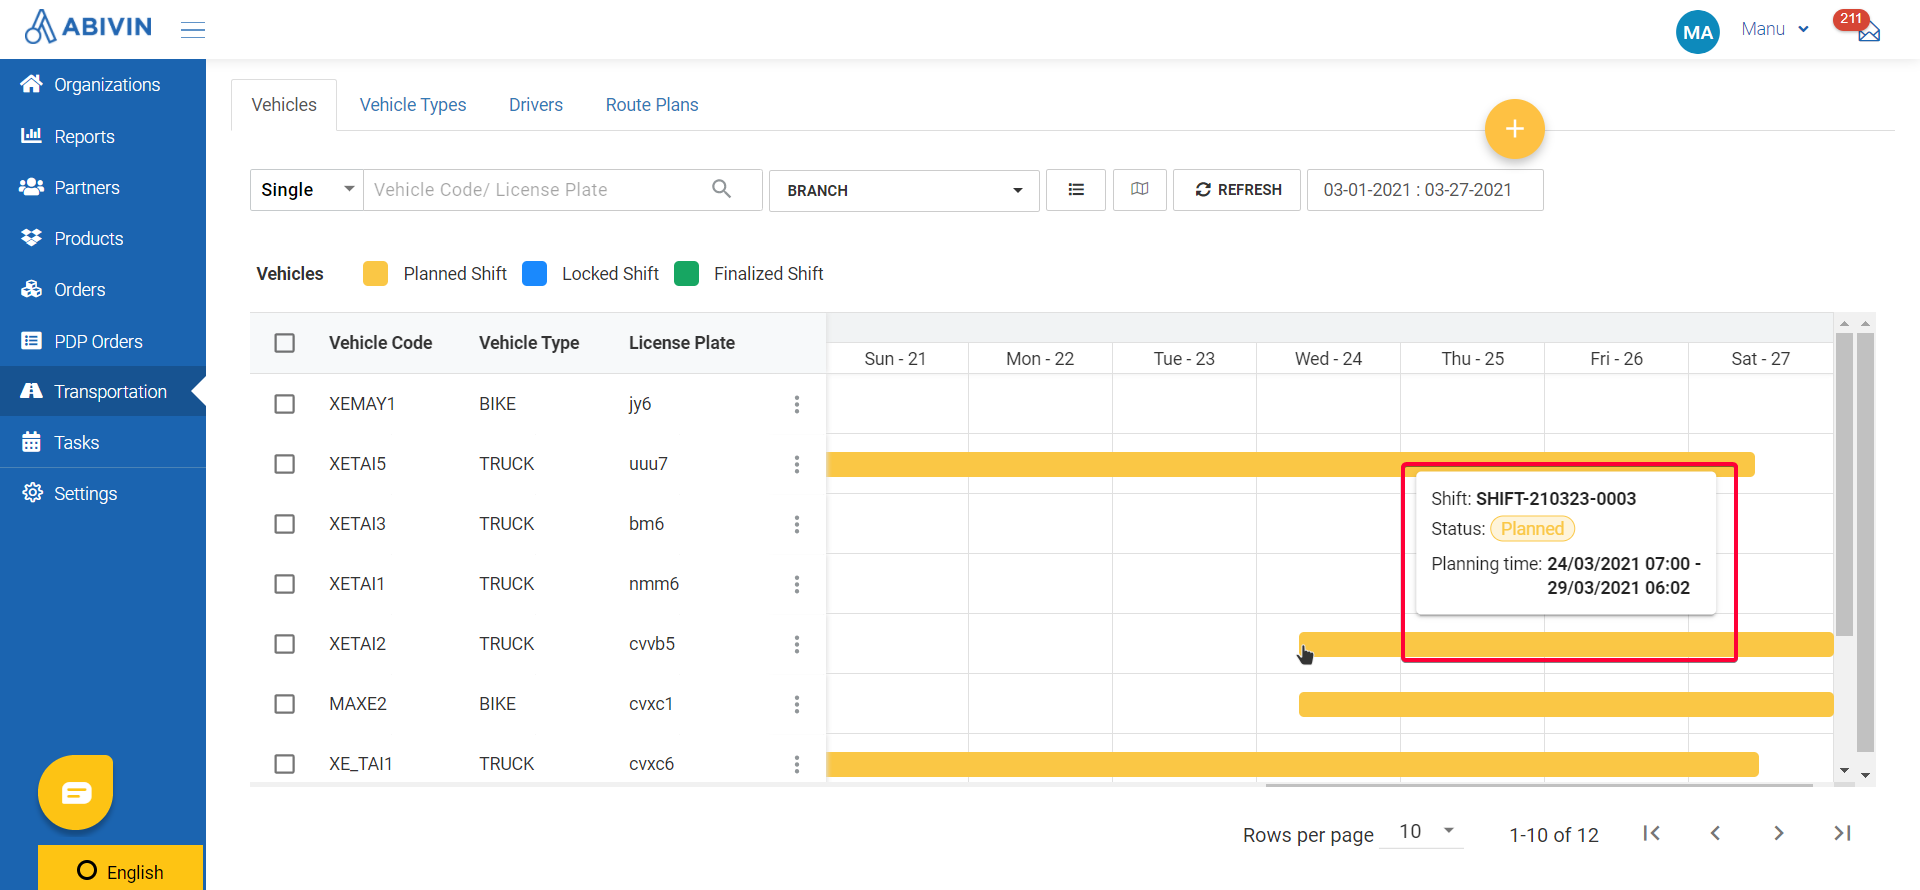 ABIVIN
MA
Manu
211
Organizations
Reports
Partners
Products
Orders
PDP Orders
Transportation
Tasks
Settings
English
Vehicles Vehicle Types Drivers Route Plans
+
Single Vehicle Code/ License Plate BRANCH REFRESH 03-01-2021 : 03-27-2021
Vehicles Planned Shift Locked Shift Finalized Shift
Vehicle Code Vehicle Type License Plate
Sun - 21 Mon - 22 Tue - 23 Wed - 24 Thu - 25 Fri - 26 Sat - 27
XEMAY1 BIKE jy6
XETAI5 TRUCK uuu7
XETAI3 TRUCK bm6
XETAI1 TRUCK nmm6
XETAI2 TRUCK cvvb5
MAXE2 BIKE cvxc1
XE_TAI1 TRUCK cvxc6
Shift: SHIFT-210323-0003
Status: Planned
Planning time: 24/03/2021 07:00 -
29/03/2021 06:02
Rows per page 10 1-10 of 12